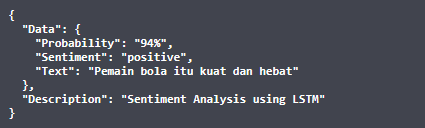 {
"Data": {
"Probability": "94%",
"Sentiment": "positive",
"Text": "Pemain bola itu kuat dan hebat"
},
"Description": "Sentiment Analysis using LSTM"
}